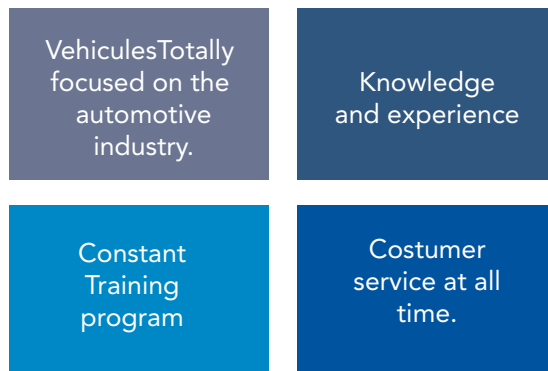 VehiculesTotally
focused on the
automotive
industry.
Knowledge
and experience
Constant
Training
program
Costumer
service at all
time.